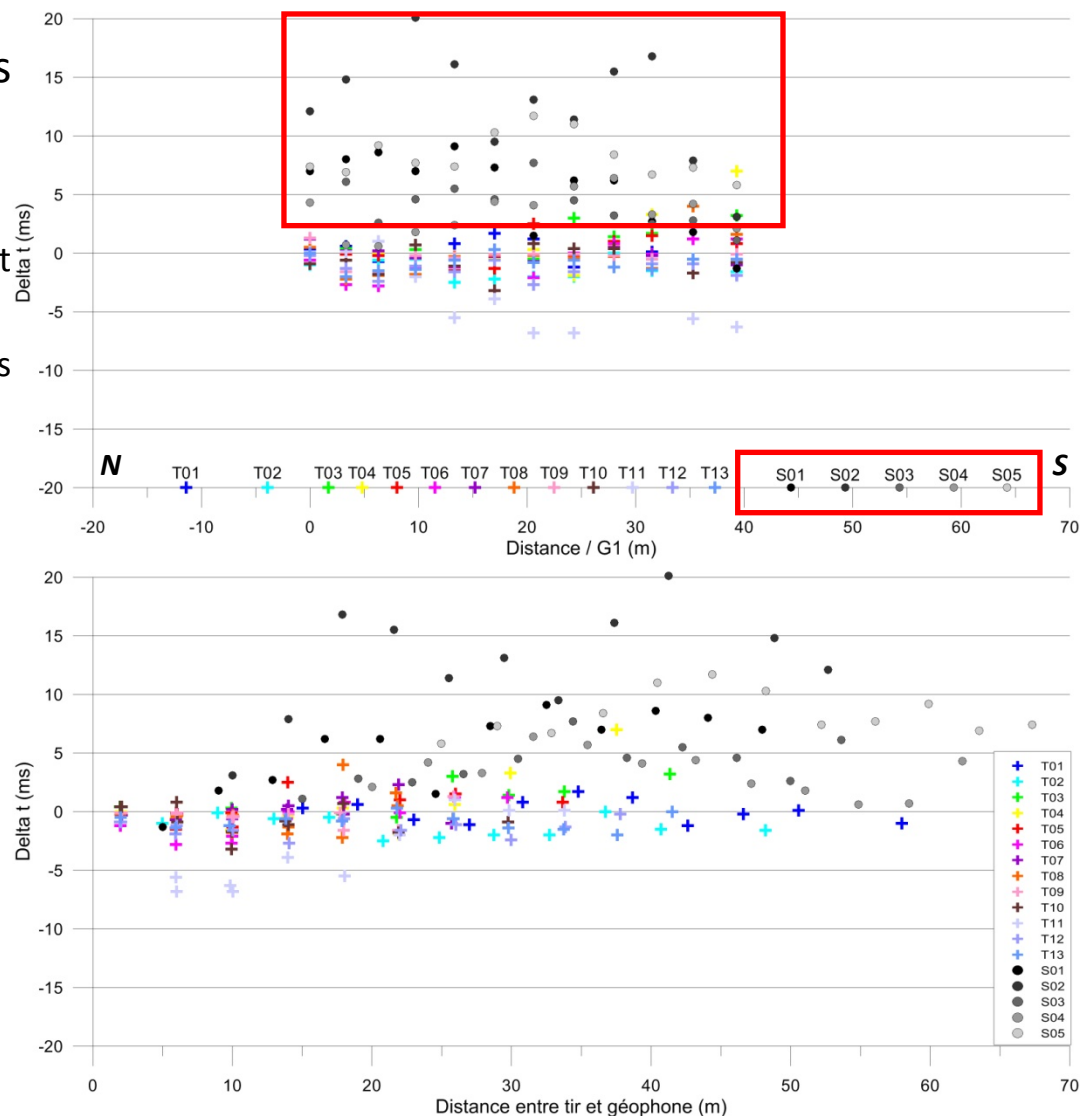 S
t
s
Delta t (ms)
20
15
10
5
0
-5
-10
-15
-20
N
T01 T02 T03 T04 T05 T06 T07 T08 T09 T10 T11 T12 T13 S01 S02 S03 S04 S05
S
-20 -10 0 10 20 30 40 50 60 70
Distance / G1 (m)
Delta t (ms)
20
15
10
5
0
-5
-10
-15
-20
T01
T02
T03
T04
T05
T06
T07
T08
T09
T10
T11
T12
T13
S01
S02
S03
S04
S05
0 10 20 30 40 50 60 70
Distance entre tir et géophone (m)